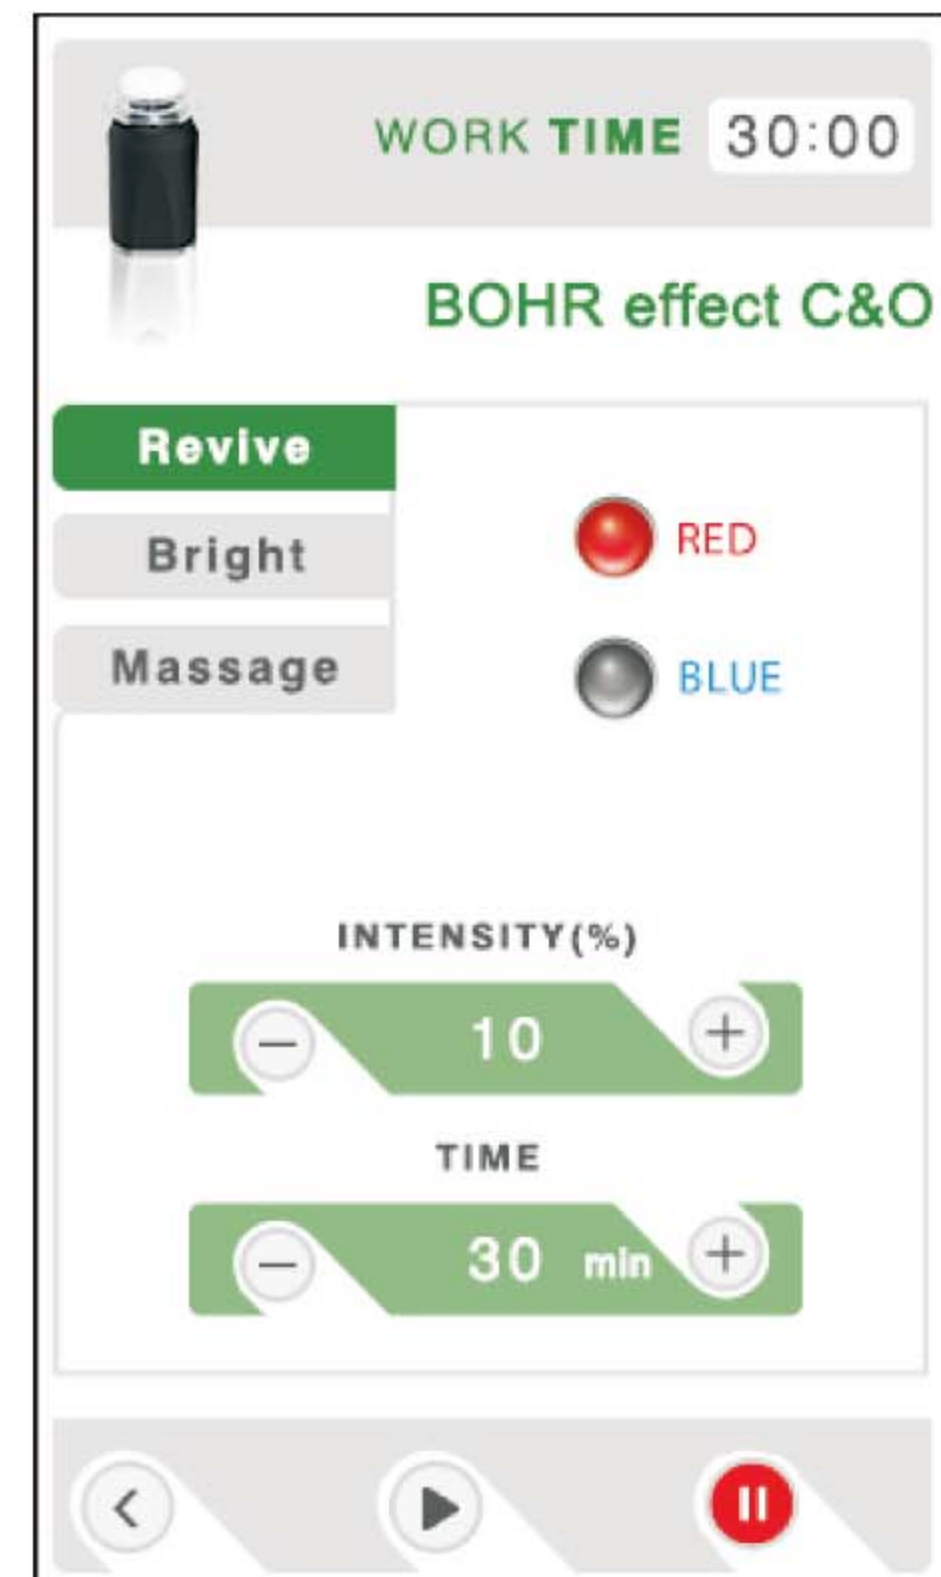 WORK TIME 30:00
BOHR effect C&O
Revive
Bright
Massage
RED
BLUE
INTENSITY(%)
10
TIME
30 min